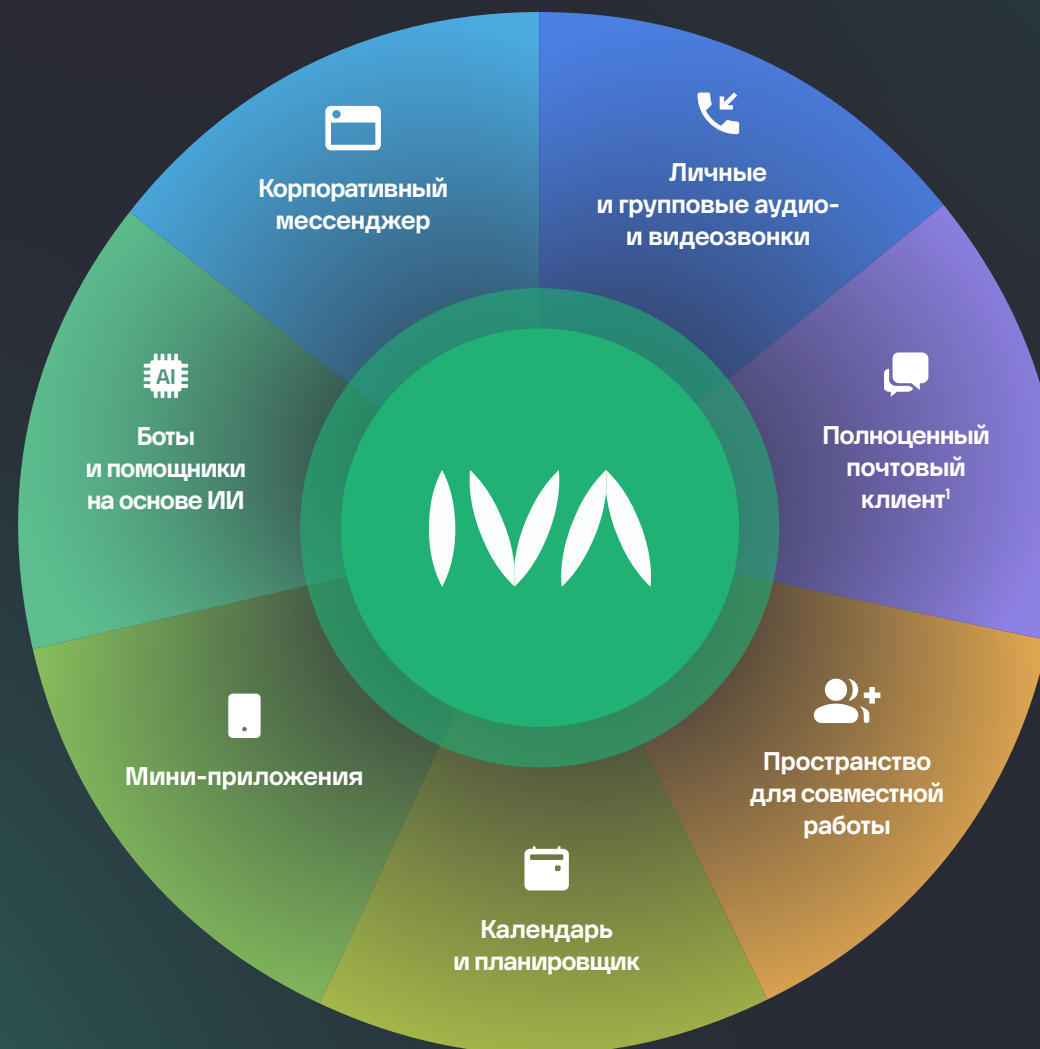 Корпоративный
мессенджер
Личные
и групповые аудио-
и видеозвонки
Полноценный
почтовый
клиент¹
Пространство
для совместной
работы
Календарь
и планировщик
Мини-приложения
AI
Боты
и помощники
на основе ИИ
IVA